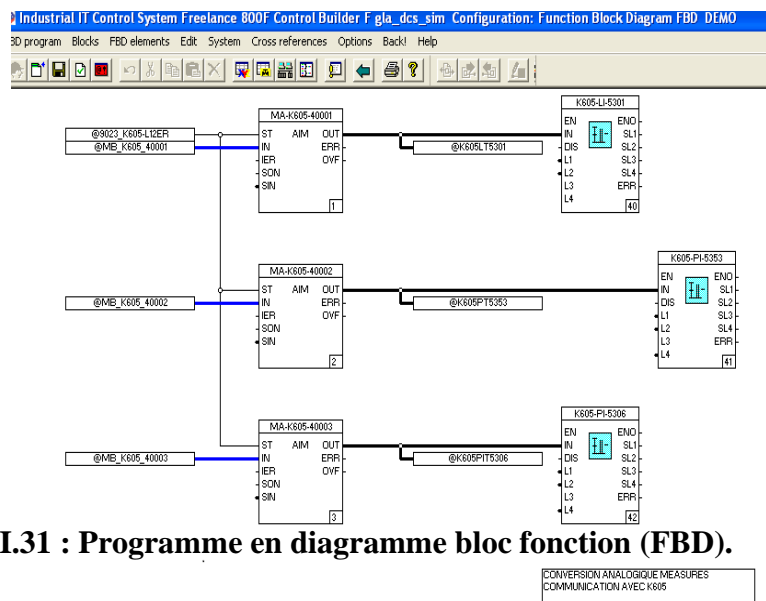 Industrial IT Control System Freelance 800F Control Builder F gla_dcs_sim Configuration: Function Block Diagram FBD DEMO
BD program Blocks FBD elements Edit System Cross references Options Back! Help
K605-LI-5301
MA-K605-40001
EN ENO
@9023_K605-L12ER ST AIM OUT IN SL1
@MB_K605_40001 IN ERR @K605LT5301 DIS SL2
IER OVF L1 SL3
SON L2 SL4
SIN L3 ERR
L4
1 40
K605-PI-5353
MA-K605-40002
EN ENO
ST AIM OUT IN SL1
@MB_K605_40002 IN ERR @K605PT5353 DIS SL2
IER OVF L1 SL3
SON L2 SL4
SIN L3 ERR
L4
2 41
K605-PI-5306
MA-K605-40003
EN ENO
ST AIM OUT IN SL1
@MB_K605_40003 IN ERR @K605PIT5306 DIS SL2
IER OVF L1 SL3
SON L2 SL4
SIN L3 ERR
L4
3 42
I.31 : Programme en diagramme bloc fonction (FBD).
CONVERSION ANALOGIQUE MEASURES
COMMUNICATION AVEC K605